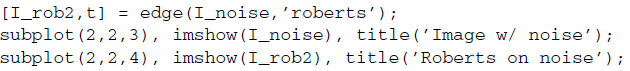 [I_rob2,t] = edge(I_noise,’roberts’);
subplot(2,2,3), imshow(I_noise), title(’Image w/ noise’);
subplot(2,2,4), imshow(I_rob2), title(’Roberts on noise’);